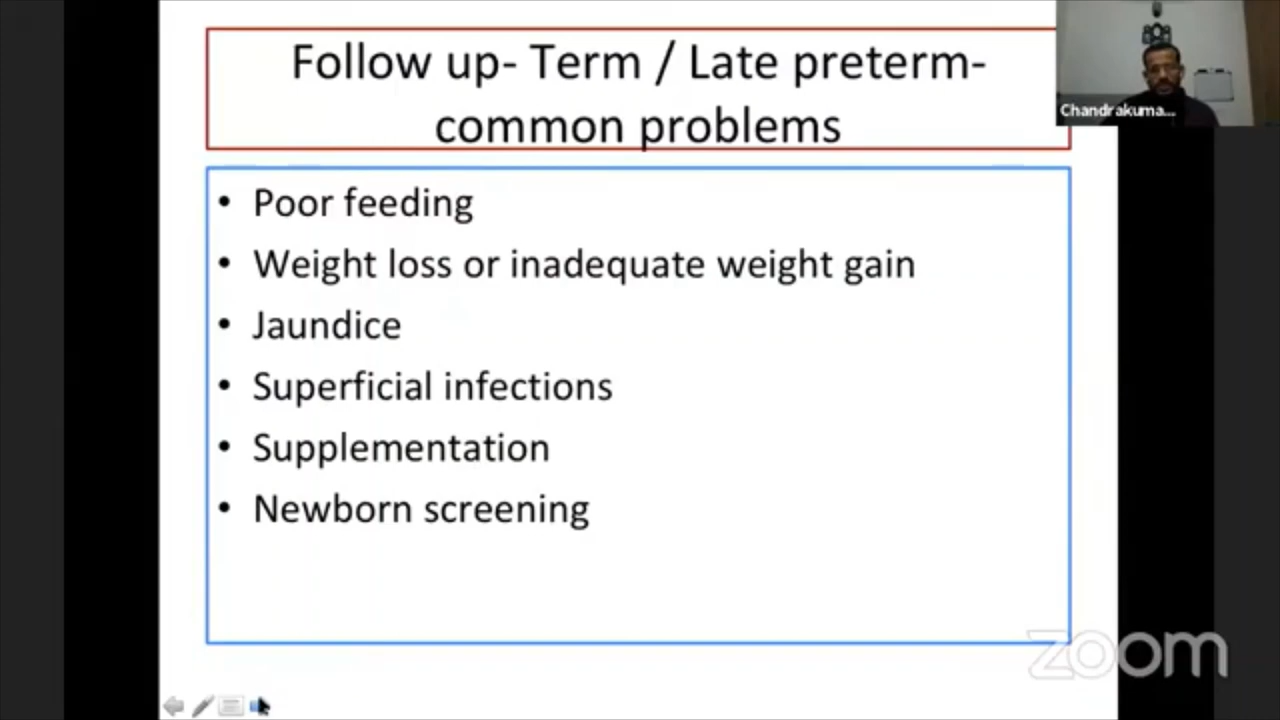 Follow up- Term / Late preterm-
common problems
Chandrakuma...
• Poor feeding
• Weight loss or inadequate weight gain
• Jaundice
• Superficial infections
• Supplementation
• Newborn screening
zoom